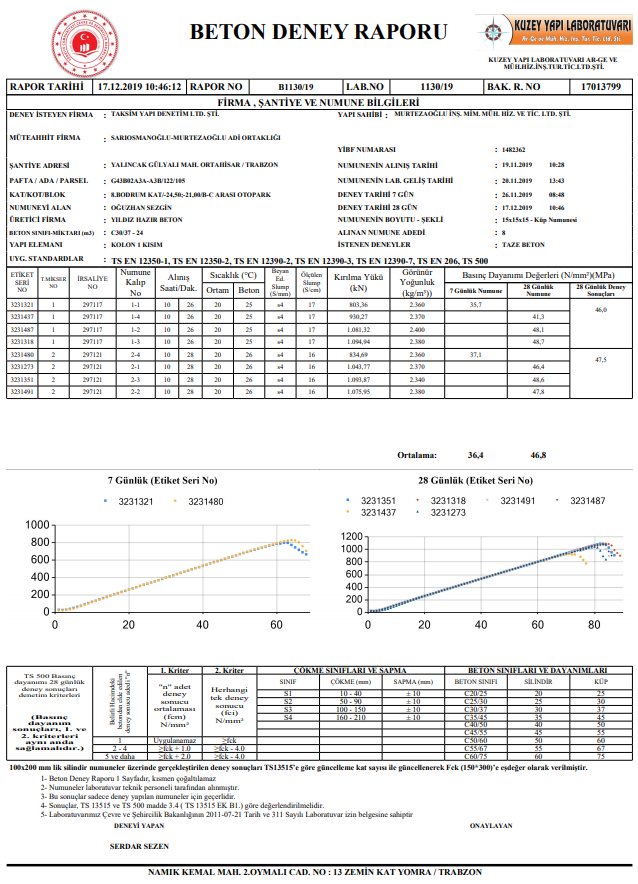 BETON DENEY RAPORU
KUZEY YAPI LABORATUVARI
Ar-Ge ve Müh. Hiz. İnş. Tur. Tic. Ltd. Şti.
KUZEY YAPI LABORATUVARI AR-GE VE
MÜH.HİZ.İNŞ.TUR.TİC.LTD.ŞTİ.
RAPOR TARİHİ 17.12.2019 10:46:12 RAPOR NO B1130/19 LAB.NO 1130/19 BAK. R. NO 17013799
FİRMA , ŞANTİYE VE NUMUNE BİLGİLERİ
DENEY İSTEYEN FİRMA : TAKSİM YAPI DENETİM LTD. ŞTİ. YAPI SAHİBİ : MURTEZAOĞLU İNŞ. MİM. MÜH. HİZ. VE TİC. LTD. ŞTİ.
MÜTEAHHİT FİRMA : SARIOSMANOĞLU-MURTEZAOĞLU ADİ ORTAKLIĞI
YİBF NUMARASI : 1482362
ŞANTİYE ADRESİ : YALINCAK GÜLYALI MAH. ORTAHİSAR / TRABZON NUMUNENİN ALINIŞ TARİHİ : 19.11.2019 10:28
PAFTA / ADA / PARSEL : G43B02A3A-A3B/122/105 NUMUNENİN LAB. GELİŞ TARİHİ : 20.11.2019 13:43
KAT/KOT/BLOK : 8.BODRUM KAT/-24,50;-21,00/B-C ARASI OTOPARK DENEY TARİHİ 7 GÜN : 26.11.2019 08:48
NUMUNEYİ ALAN : OĞUZHAN SEZGİN DENEY TARİHİ 28 GÜN : 17.12.2019 10:46
ÜRETİCİ FİRMA : YILDIZ HAZIR BETON NUMUNENİN BOYUTU - ŞEKLİ : 15x15x15 - Küp Numunesi
BETON SINIFI-MİKTARI (m3) : C30/37 - 24 ALINAN NUMUNE ADEDİ : 8
YAPI ELEMANI : KOLON 1 KISIM İSTENEN DENEYLER : TAZE BETON
UYG. STANDARTLAR : TS EN 12350-1, TS EN 12350-2, TS EN 12390-2, TS EN 12390-3, TS EN 12390-7, TS EN 206, TS 500
ETİKET SERİ NO T.MİKSER NO İRSALİYE NO Numune Kalıp No Alınış Saati/Dak. Sıcaklık (°C) Ortam Beton Beyan Ed. Slump (S/mm) Ölçülen Slump (S/cm) Kırılma Yükü (kN) Görünür Yoğunluk (kg/m³)) Basınç Dayanımı Değerleri (N/mm²)(MPa) 7 Günlük Numune 28 Günlük Numune 28 Günlük Deney Sonuçları
3231321 1 297117 1-1 10 26 20 25 s4 17 803,36 2.360 35,7 46,0
3231437 1 297117 1-4 10 26 20 25 s4 17 930,27 2.370 41,3
3231487 1 297117 1-2 10 26 20 25 s4 17 1.081,32 2.400 48,1
3231318 1 297117 1-3 10 26 20 25 s4 17 1.094,94 2.380 48,7
3231480 2 297121 2-4 10 28 20 26 s4 16 834,69 2.360 37,1 47,5
3231273 2 297121 2-1 10 28 20 26 s4 16 1.043,77 2.370 46,4
3231351 2 297121 2-3 10 28 20 26 s4 16 1.093,87 2.340 48,6
3231491 2 297121 2-2 10 28 20 26 s4 16 1.075,95 2.380 47,8
Ortalama: 36,4 46,8
7 Günlük (Etiket Seri No)
3231321 3231480
1000
800
600
400
200
0
0 20 40 60
28 Günlük (Etiket Seri No)
3231351 3231318 3231491 3231487
3231437 3231273
1200
1000
800
600
400
200
0
0 20 40 60 80
TS 500 Basınç dayanımı 28 günlük deney sonuçları denetim kriterleri
(Basınç dayanım sonuçları, 1. ve 2. kriterleri aynı anda sağlamalıdır.)
Belirli Hacimdeki betondan elde edilen deney sonucu adedi "n"
1. Kriter 2. Kriter
"n" adet deney sonucu ortalaması (fcm) N/mm²
Herhangi tek deney sonucu (fci) N/mm²
1 Uygulanamaz ≥fck
2 - 4 ≥fck + 1.0 ≥fck - 4.0
5 ve daha ≥fck + 2.0 ≥fck - 4.0
ÇÖKME SINIFLARI VE SAPMA
SINIF ÇÖKME (mm) SAPMA (mm)
S1 10 - 40 ± 10
S2 50 - 90 ± 10
S3 100 - 150 ± 10
S4 160 - 210 ± 10
BETON SINIFLARI VE DAYANIMLARI
BETON SINIFI SİLİNDİR KÜP
C20/25 20 25
C25/30 25 30
C30/37 30 37
C35/45 35 45
C40/50 40 50
C45/55 45 55
C50/60 50 60
C55/67 55 67
C60/75 60 75
100x200 mm lik silindir numuneler üzerinde gerçekleştirilen deney sonuçları TS13515'e göre güncelleme kat sayısı ile güncellenerek Fck (150*300)'e eşdeğer olarak verilmiştir.
1- Beton Deney Raporu 1 Sayfadır, kısmen çoğaltılamaz
2- Numuneler laboratuvar teknik personeli tarafından alınmıştır.
3- Bu sonuçlar sadece deney yapılan numuneler için geçerlidir.
4- Sonuçlar, TS 13515 ve TS 500 madde 3.4 ( TS 13515 EK B1.) göre değerlendirilmelidir.
5- Laboratuvarımız Çevre ve Şehircilik Bakanlığının 2011-07-21 Tarih ve 311 Sayılı Laboratuvar izin belgesine sahiptir
DENEYİ YAPAN ONAYLAYAN
SERDAR SEZEN
NAMIK KEMAL MAH. 2.OYMALI CAD. NO : 13 ZEMİN KAT YOMRA / TRABZON